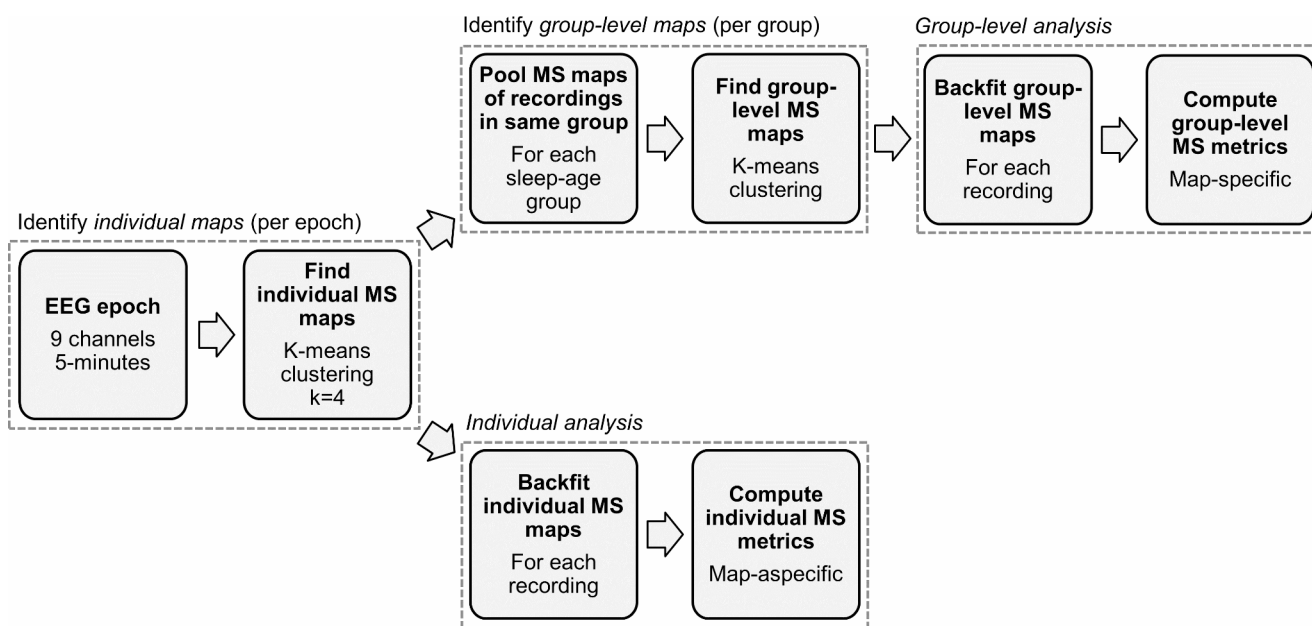 Identify individual maps (per epoch)
EEG epoch
9 channels
5-minutes
Find
individual MS
maps
K-means
clustering
k=4
Identify group-level maps (per group)
Pool MS maps
of recordings
in same group
For each
sleep-age
group
Find group-
level MS
maps
K-means
clustering
Group-level analysis
Backfit group-
level MS
maps
For each
recording
Compute
group-level
MS metrics
Map-specific
Individual analysis
Backfit
individual MS
maps
For each
recording
Compute
individual MS
metrics
Map-aspecific